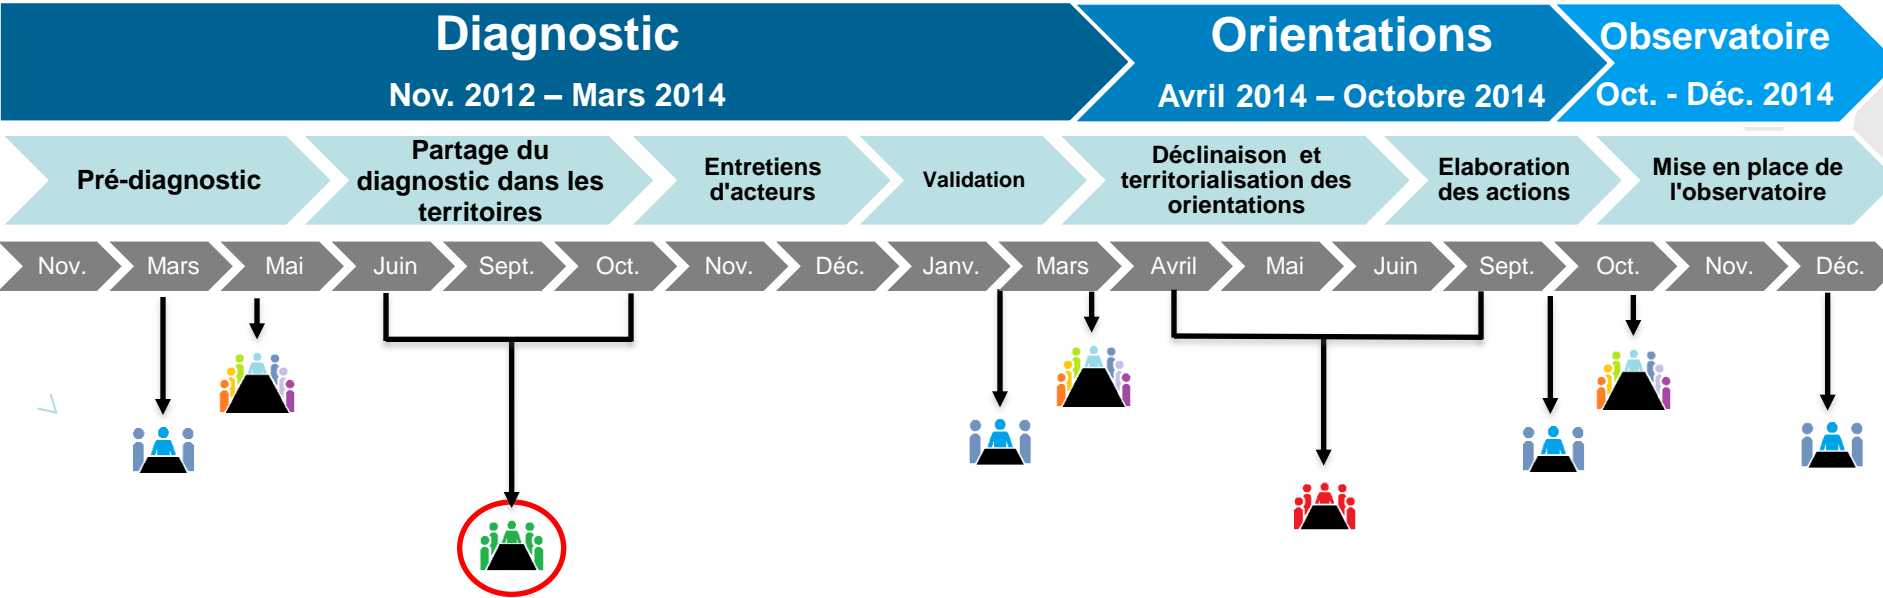 Diagnostic
Nov. 2012 – Mars 2014
Orientations
Avril 2014 – Octobre 2014
Observatoire
Oct. - Déc. 2014
Pré-diagnostic
Partage du
diagnostic dans les
territoires
Entretiens
d'acteurs
Validation
Déclinaison et
territorialisation des
orientations
Elaboration
des actions
Mise en place de
l'observatoire
Nov.
Mars
Mai
Juin
Sept.
Oct.
Nov.
Déc.
Janv.
Mars
Avril
Mai
Juin
Sept.
Oct.
Nov.
Déc.